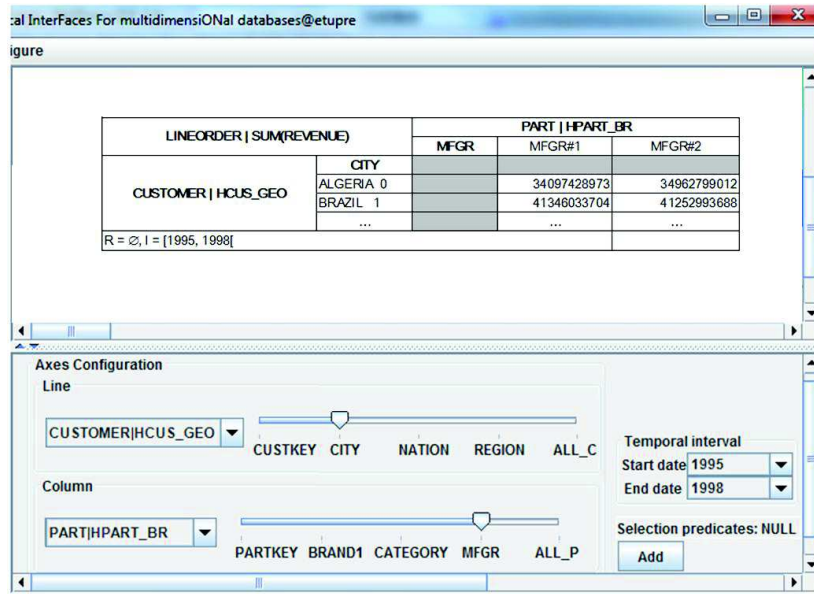 cal InterFaces For multidimensiONal databases@etupre
igure
LINEORDER | SUM(REVENUE)
PART | HPART_BR
MFGR
MFGR#1
MFGR#2
CUSTOMER | HCUS_GEO
CITY
ALGERIA 0
34097428973
34962799012
BRAZIL 1
41346033704
41252993688
...
...
...
R = ∅, I = [1995, 1998[
Axes Configuration
Line
CUSTOMER|HCUS_GEO
CUSTKEY CITY NATION REGION ALL_C
Column
PART|HPART_BR
PARTKEY BRAND1 CATEGORY MFGR ALL_P
Temporal interval
Start date 1995
End date 1998
Selection predicates: NULL
Add